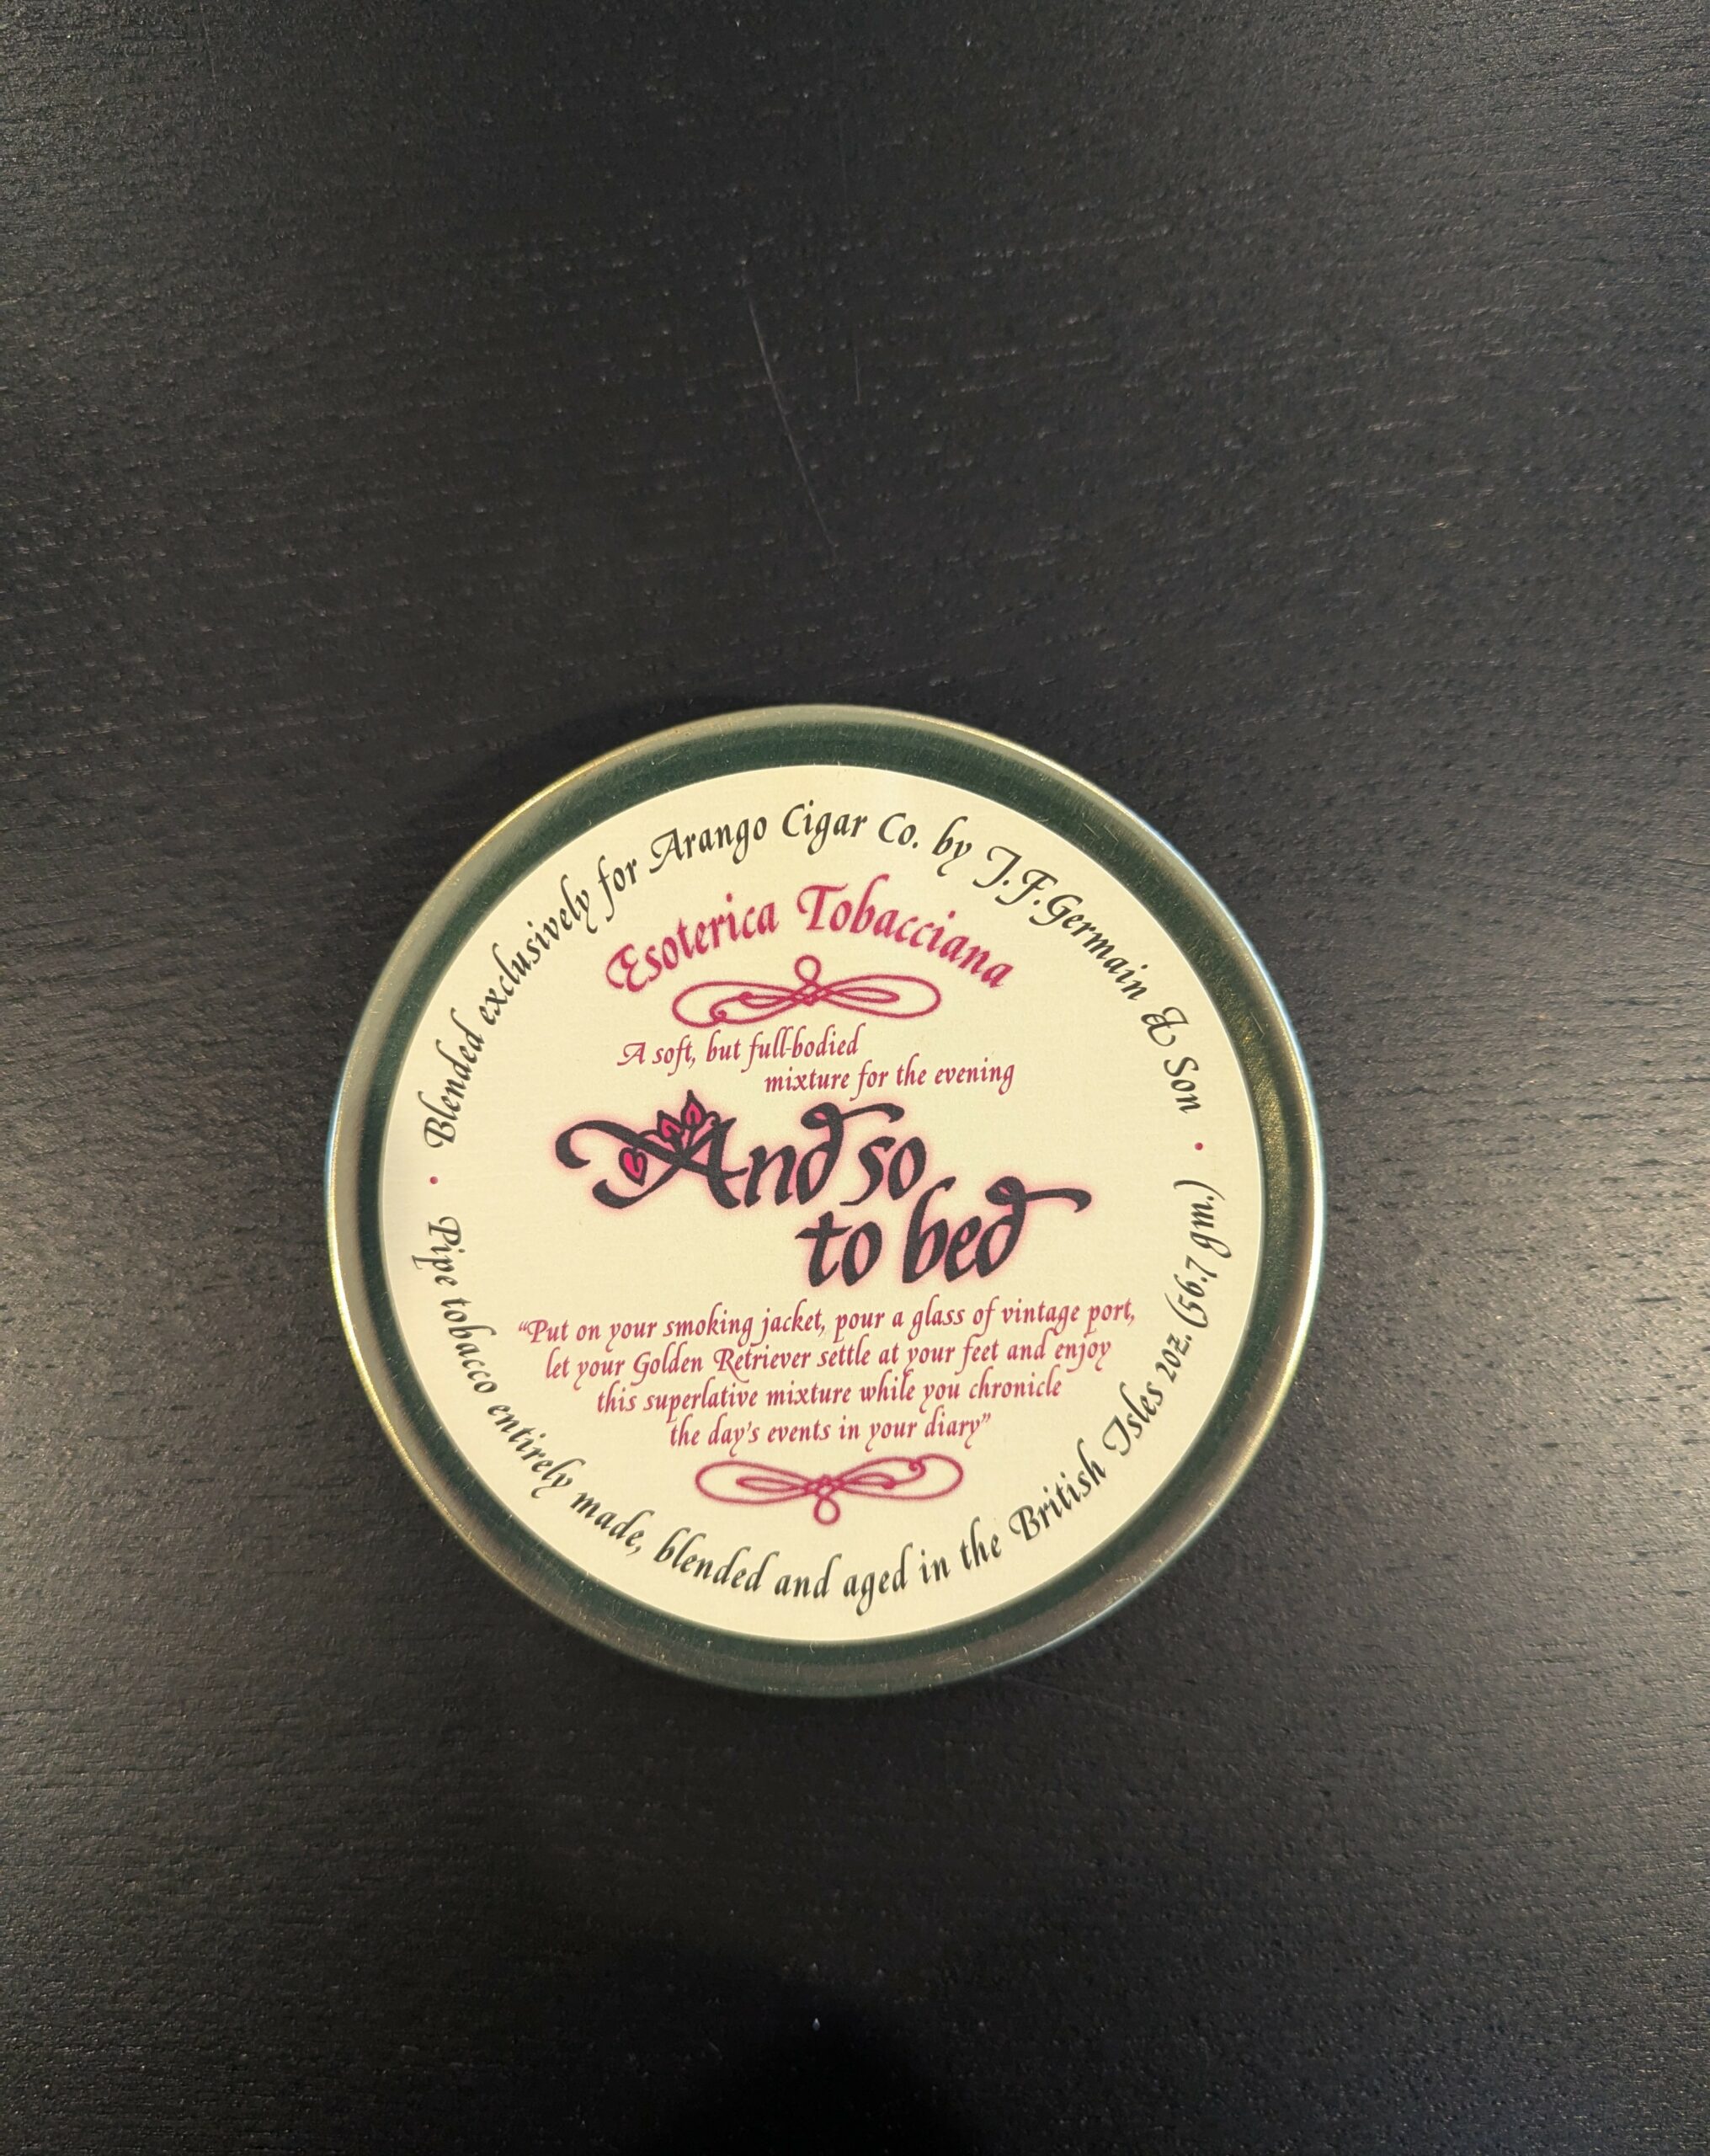 Blended exclusively for Arango Cigar Co. by J.F.Germain & Son
Esoterica Tobacciana
A soft, but full-bodied
mixture for the evening
And so
to bed
“Put on your smoking jacket, pour a glass of vintage port,
let your Golden Retriever settle at your feet and enjoy
this superlative mixture while you chronicle
the day's events in your diary”
Pipe tobacco entirely made, blended and aged in the British Isles 2oz. (56.7 gm.)